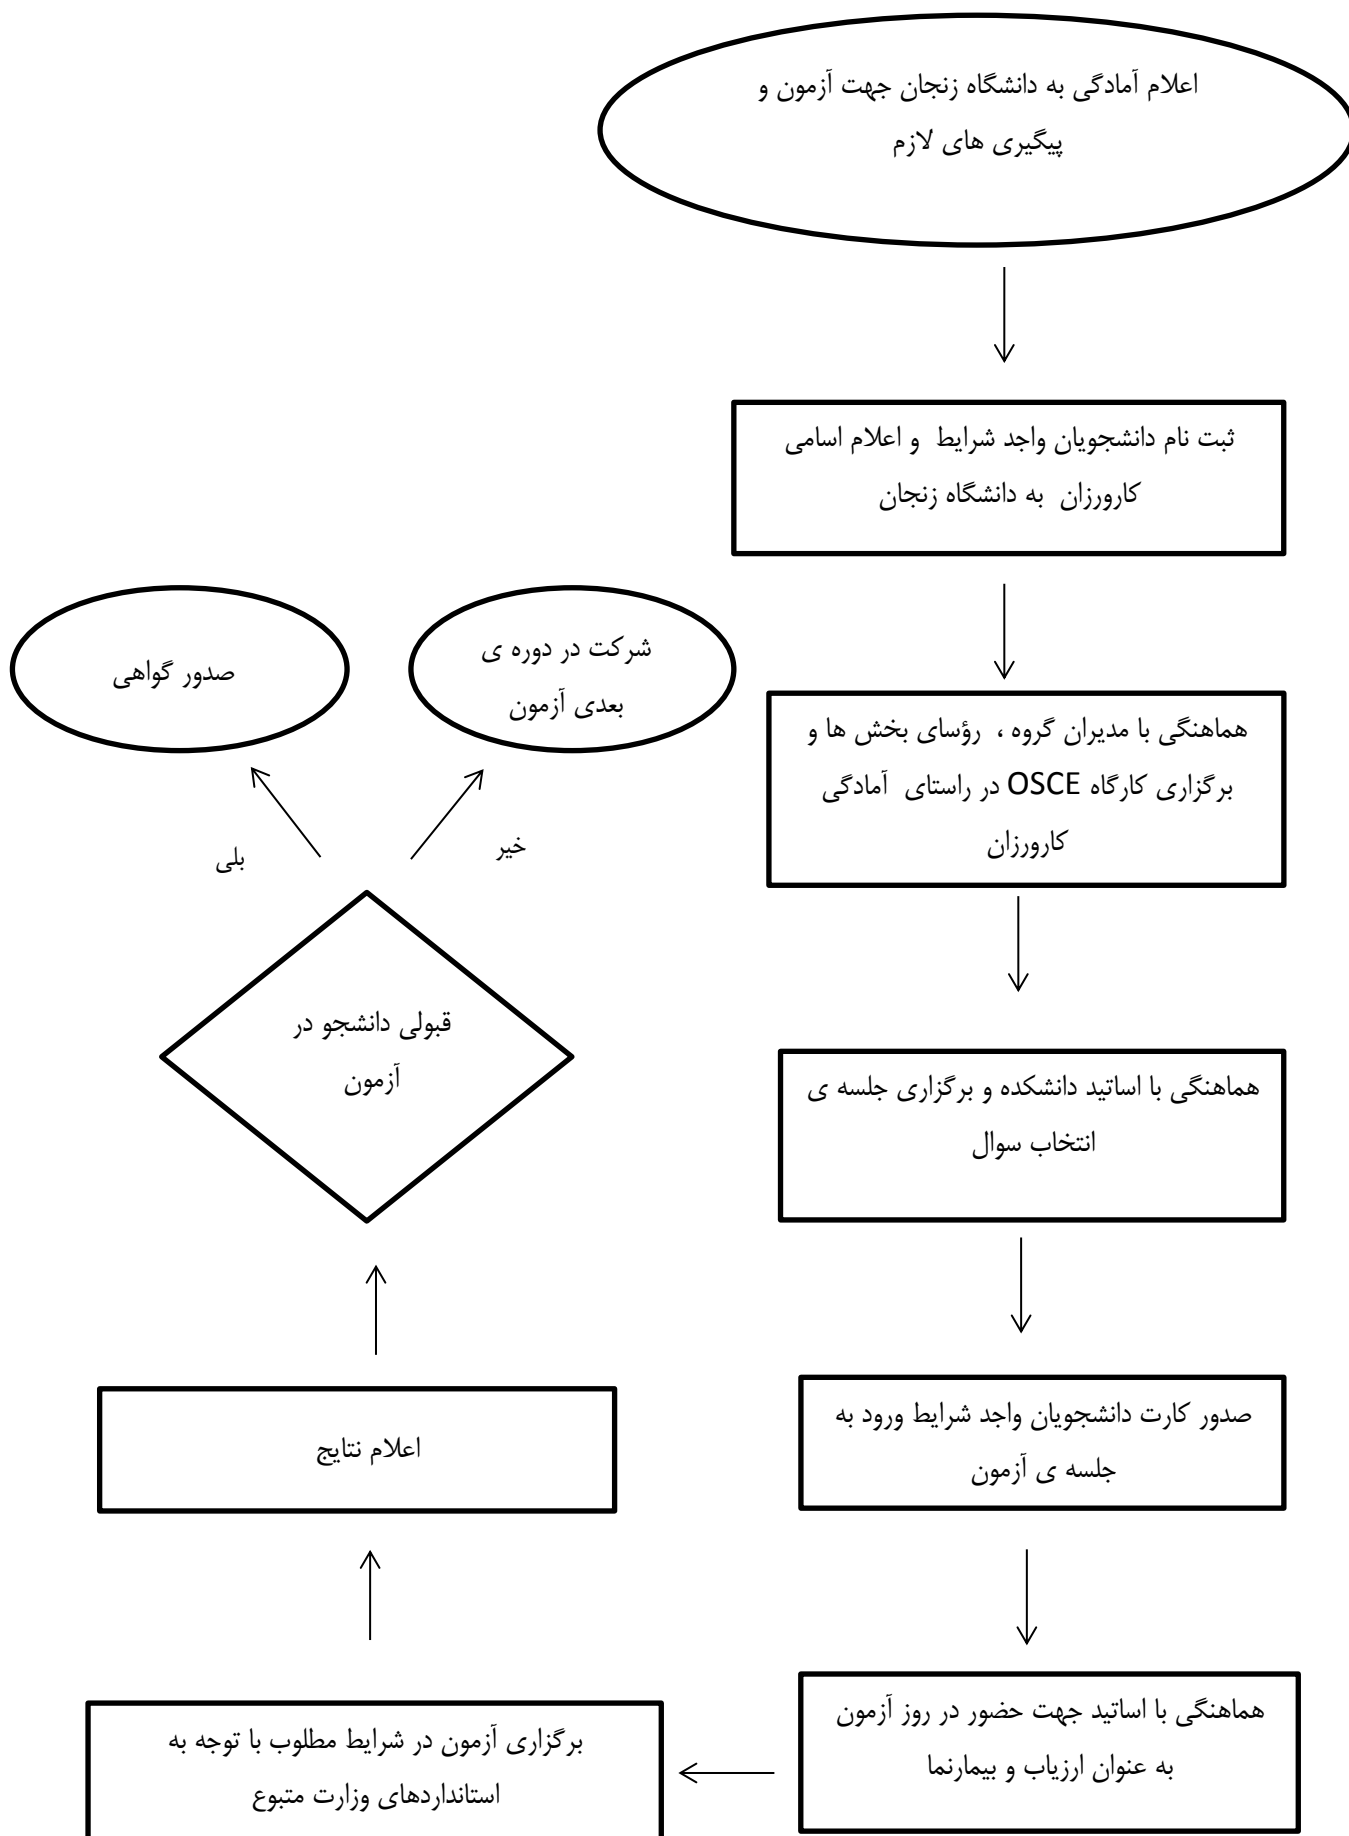 اعلام آمادگی به دانشگاه زنجان جهت آزمون و
پیگیری های لازم
ثبت نام دانشجویان واجد شرایط و اعلام اسامی
کارورزان به دانشگاه زنجان
هماهنگی با مدیران گروه ، رؤسای بخش ها و
برگزاری کارگاه OSCE در راستای آمادگی
کارورزان
هماهنگی با اساتید دانشکده و برگزاری جلسه ی
انتخاب سوال
صدور کارت دانشجویان واجد شرایط ورود به
جلسه ی آزمون
هماهنگی با اساتید جهت حضور در روز آزمون
به عنوان ارزیاب و بیمارنما
برگزاری آزمون در شرایط مطلوب با توجه به
استانداردهای وزارت متبوع
اعلام نتایج
قبولی دانشجو در
آزمون
خیر
بلی
شرکت در دوره ی
بعدی آزمون
صدور گواهی